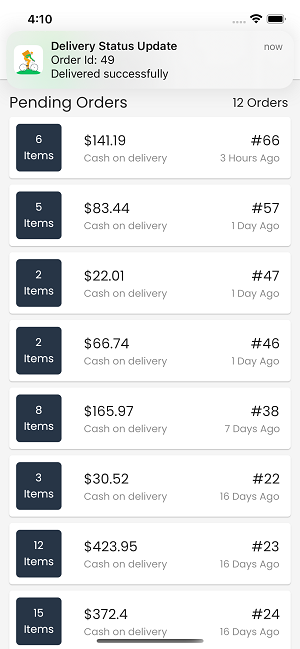 4:10
Delivery Status Update
now
Order Id: 49
Delivered successfully
Pending Orders
12 Orders
6
Items
$141.19
Cash on delivery
#66
3 Hours Ago
5
Items
$83.44
Cash on delivery
#57
1 Day Ago
2
Items
$22.01
Cash on delivery
#47
1 Day Ago
2
Items
$66.74
Cash on delivery
#46
1 Day Ago
8
Items
$165.97
Cash on delivery
#38
7 Days Ago
3
Items
$30.52
Cash on delivery
#22
16 Days Ago
12
Items
$423.95
Cash on delivery
#23
16 Days Ago
15
Items
$372.4
Cash on delivery
#24
16 Days Ago